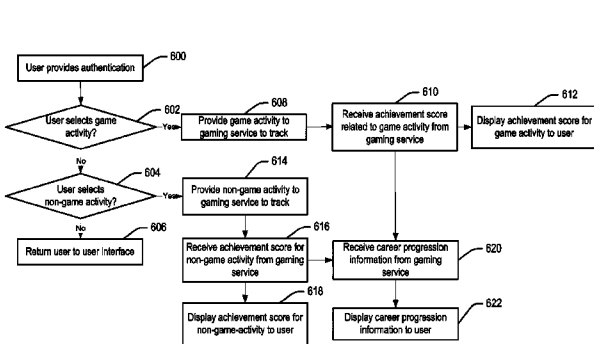 User provides authentication
600
User selects game
activity?
602
Yes
Provide game activity to
gaming service to track
608
Receive achievement score
related to game activity from
gaming service
610
Display achievement score for
game activity to user
612
No
User selects
non-game activity?
604
Yes
Provide non-game activity to
gaming service to track
614
No
Return user to user interface
606
Receive achievement score for
non-game activity from gaming
service
616
Receive career progression
information from gaming
service
620
Display achievement score for
non-game-activity to user
618
Display career progression
information to user
622